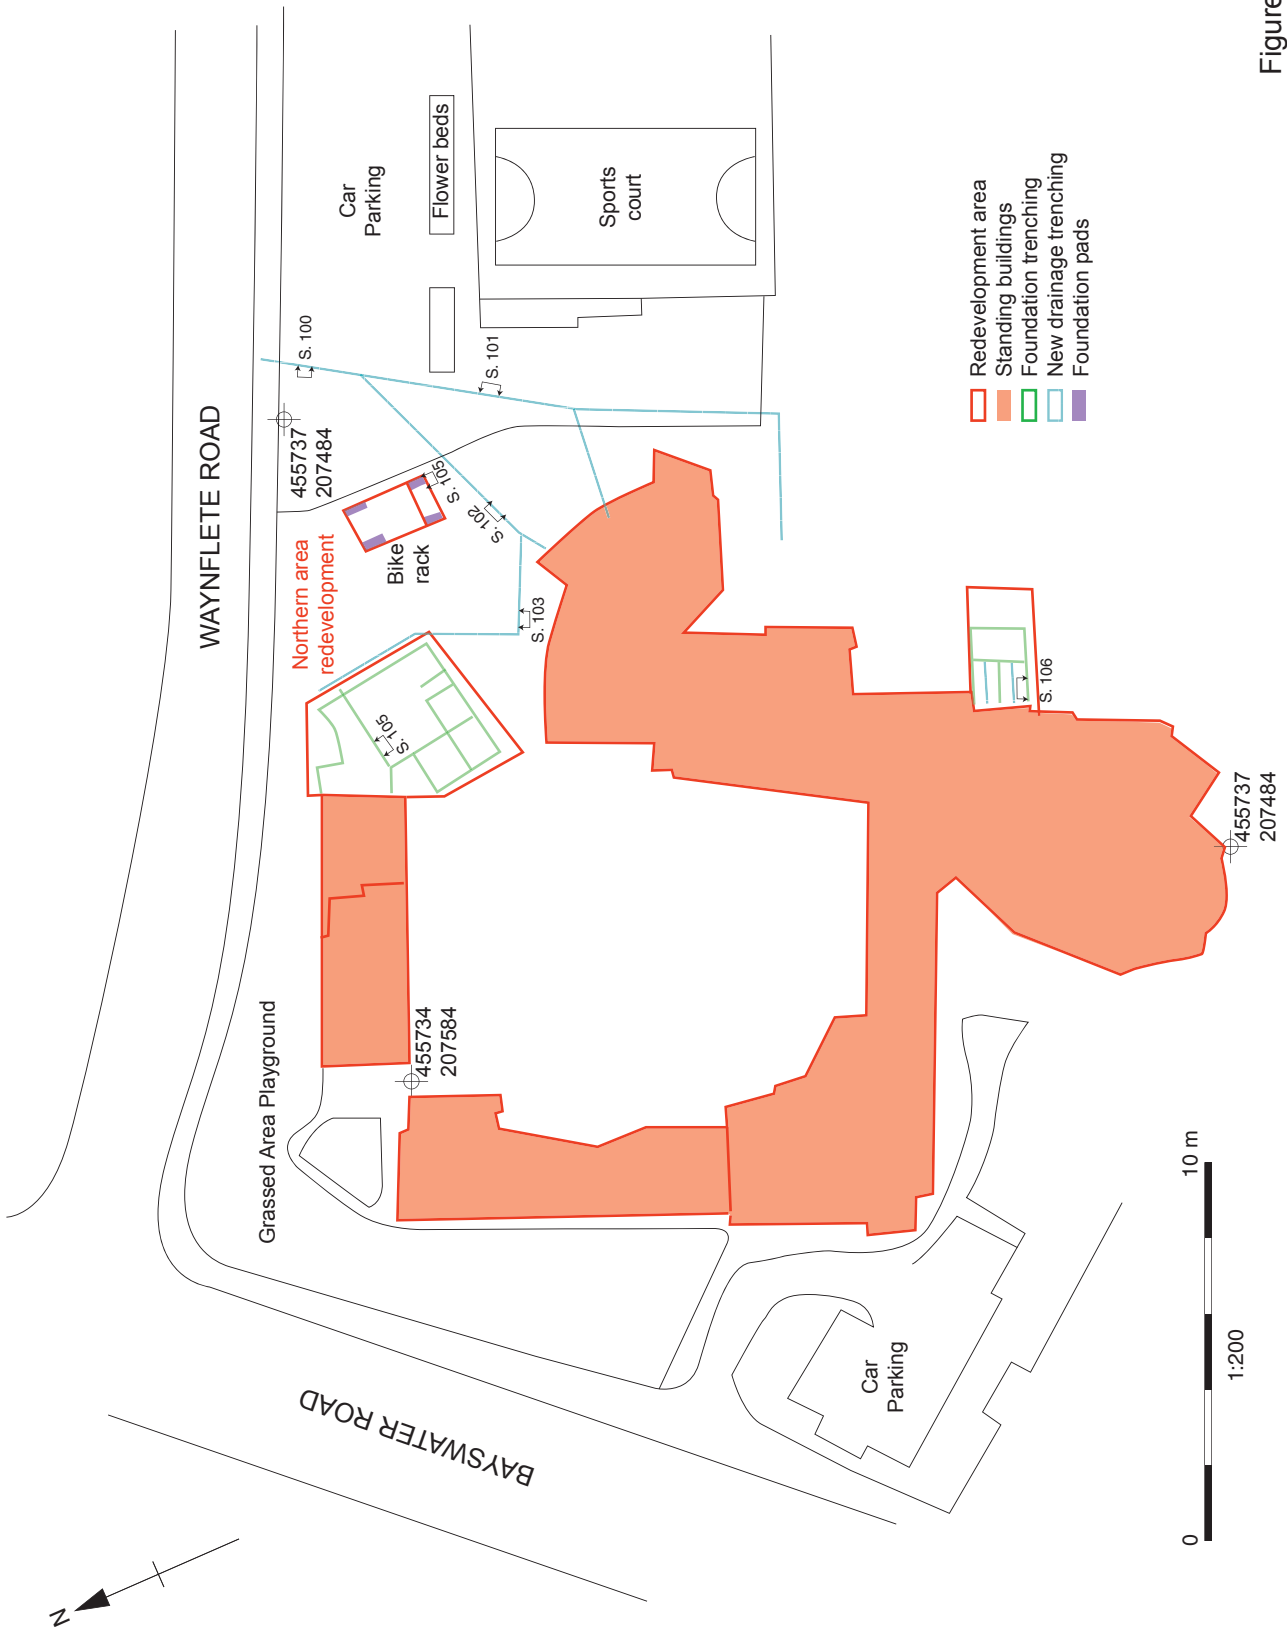 Figure
WAYNFLETE ROAD
BAYSWATER ROAD
N
Grassed Area Playground
Northern area
redevelopment
Bike
rack
Car
Parking
Flower beds
Sports
court
Car
Parking
455737
207484
455734
207584
455737
207484
S. 100
S. 101
S. 102
S. 103
S. 105
S. 105
S. 106
Redevelopment area
Standing buildings
Foundation trenching
New drainage trenching
Foundation pads
0
10 m
1:200